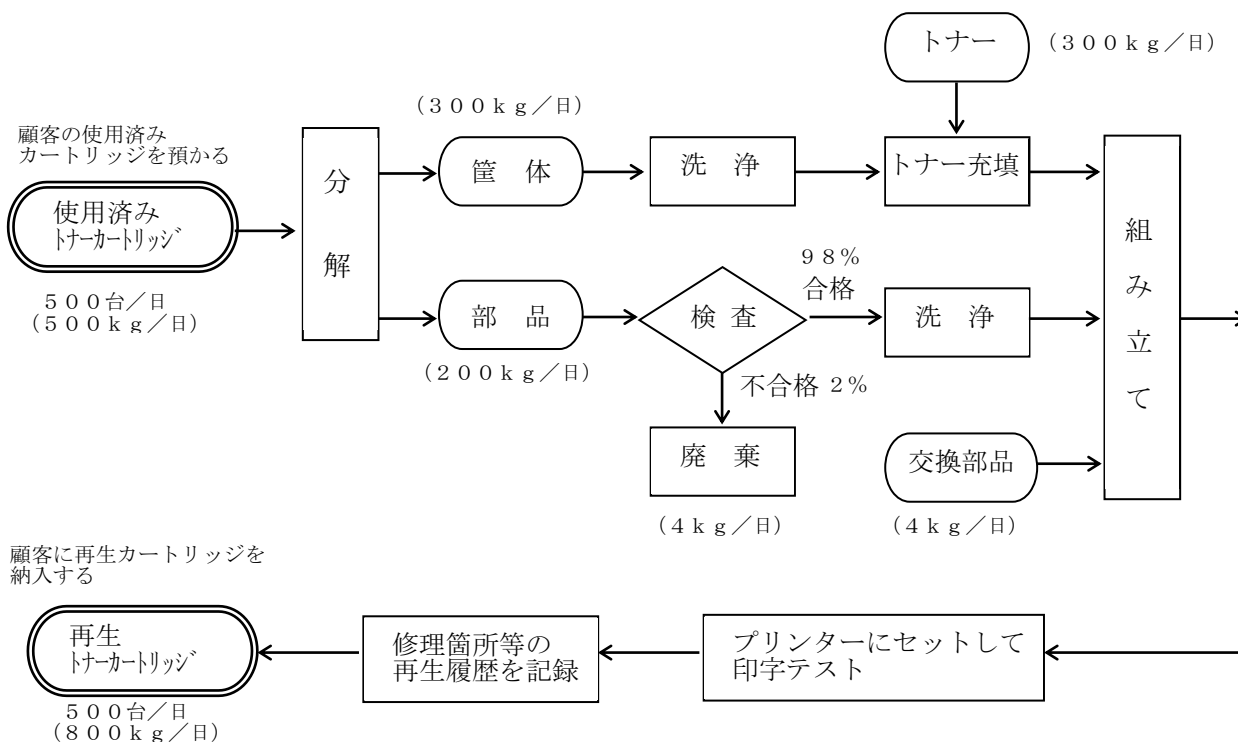 トナー
(300kg/日)
(300kg/日)
顧客の使用済み
カートリッジを預かる
使用済み
トナーカートリッジ
500台/日
(500kg/日)
分解
筐 体
洗 浄
トナー充填
部 品
(200kg/日)
検 査
98%
合格
洗 浄
不合格 2%
廃 棄
(4kg/日)
交換部品
(4kg/日)
組み立て
顧客に再生カートリッジを
納入する
再生
トナーカートリッジ
500台/日
(800kg/日)
修理箇所等の
再生履歴を記録
プリンターにセットして
印字テスト